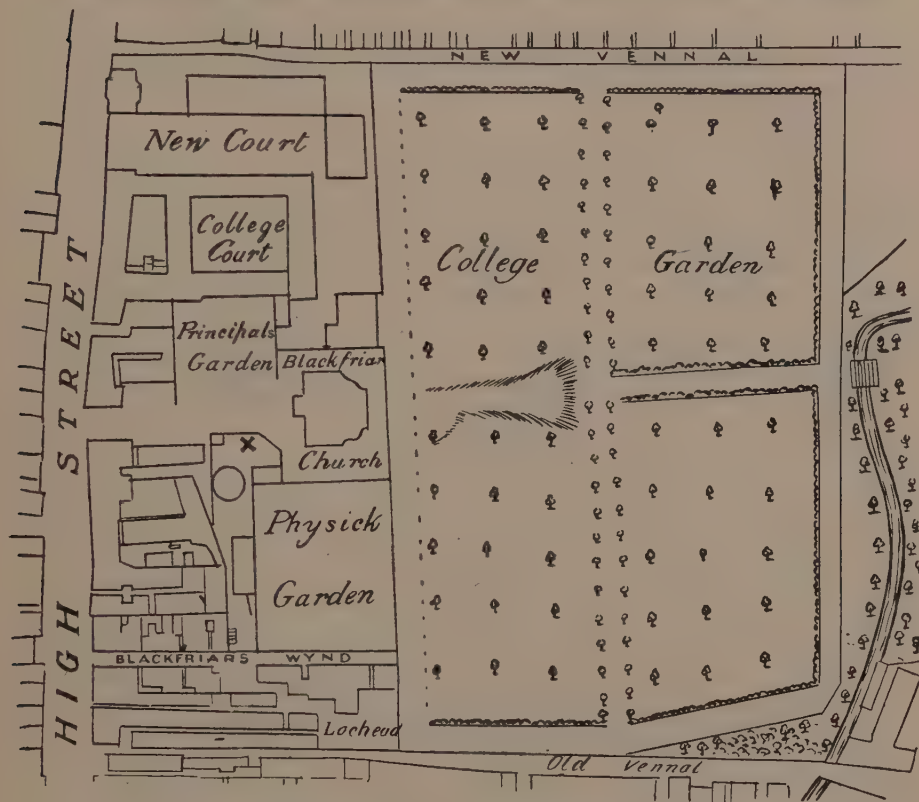 NEW VENNAL
New Court
College
Court
College Garden
Principals
Garden
Blackfriar
Church
HIGH STREET
Physick
Garden
BLACKFRIARS WYND
Locheud
Old Vennal